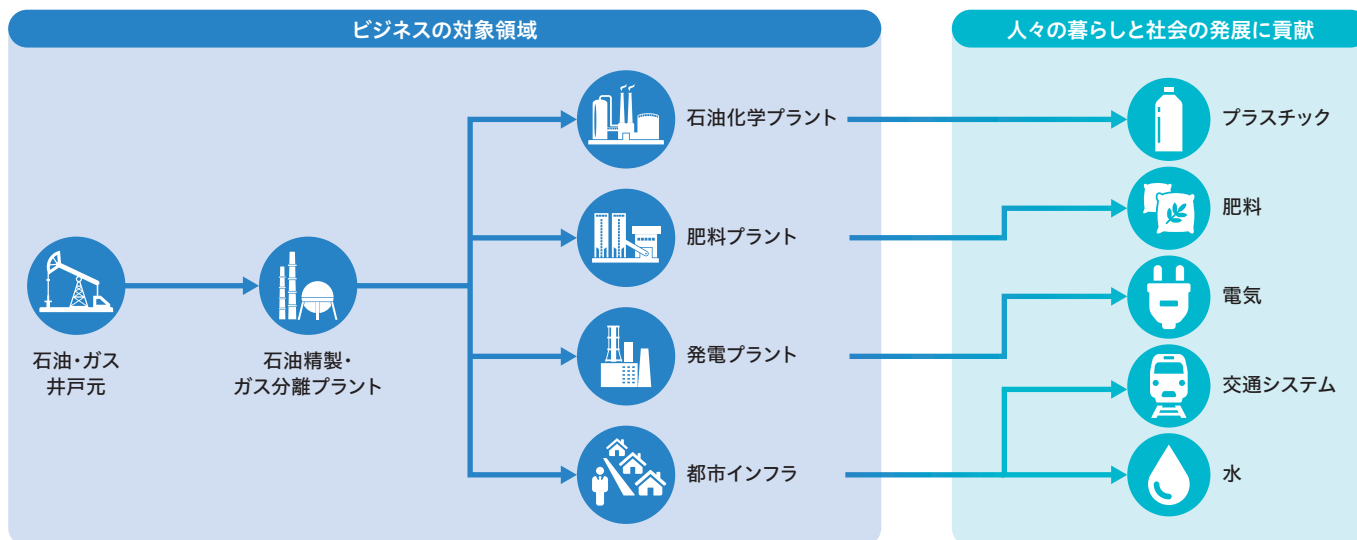 ビジネスの対象領域
人々の暮らしと社会の発展に貢献
石油・ガス
井戸元
石油精製・
ガス分離プラント
石油化学プラント
肥料プラント
発電プラント
都市インフラ
プラスチック
肥料
電気
交通システム
水